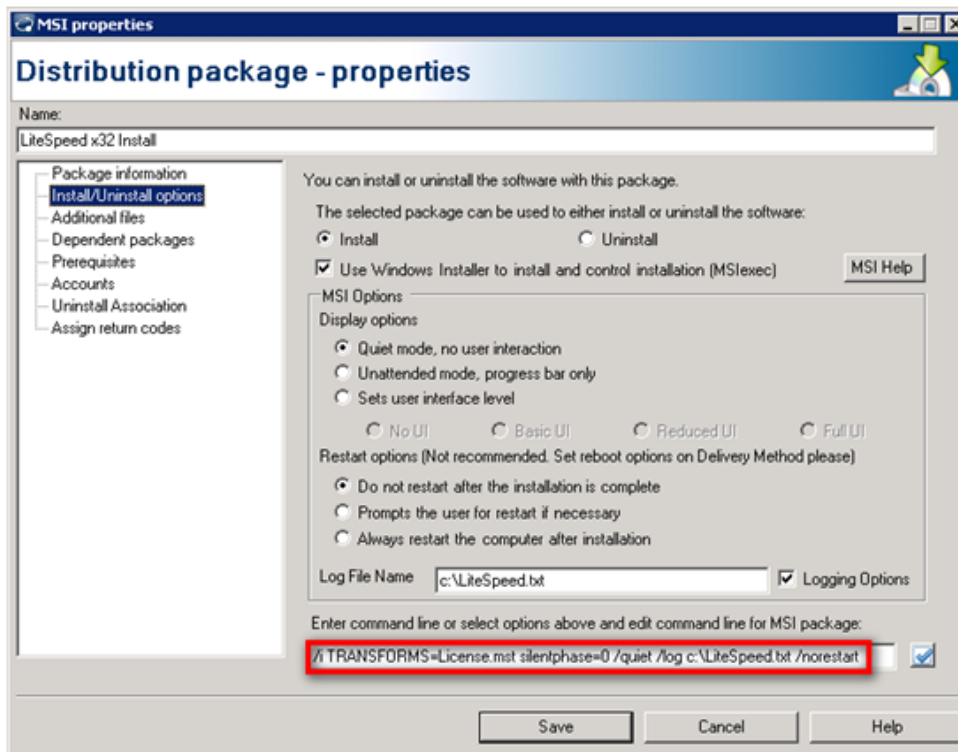 MSI properties
Distribution package - properties
Name:
LiteSpeed x32 Install
Package information
Install/Uninstall options
Additional files
Dependent packages
Prerequisites
Accounts
Uninstall Association
Assign return codes
You can install or uninstall the software with this package.
The selected package can be used to either install or uninstall the software:
Install Uninstall
Use Windows Installer to install and control installation (MSIexec) MSI Help
MSI Options
Display options
Quiet mode, no user interaction
Unattended mode, progress bar only
Sets user interface level
No UI Basic UI Reduced UI Full UI
Restart options (Not recommended. Set reboot options on Delivery Method please)
Do not restart after the installation is complete
Prompts the user for restart if necessary
Always restart the computer after installation
Log File Name c:\LiteSpeed.txt Logging Options
Enter command line or select options above and edit command line for MSI package:
/i TRANSFORMS=License.mst silentphase=0 /quiet /log c:\LiteSpeed.txt /norestart
Save Cancel Help